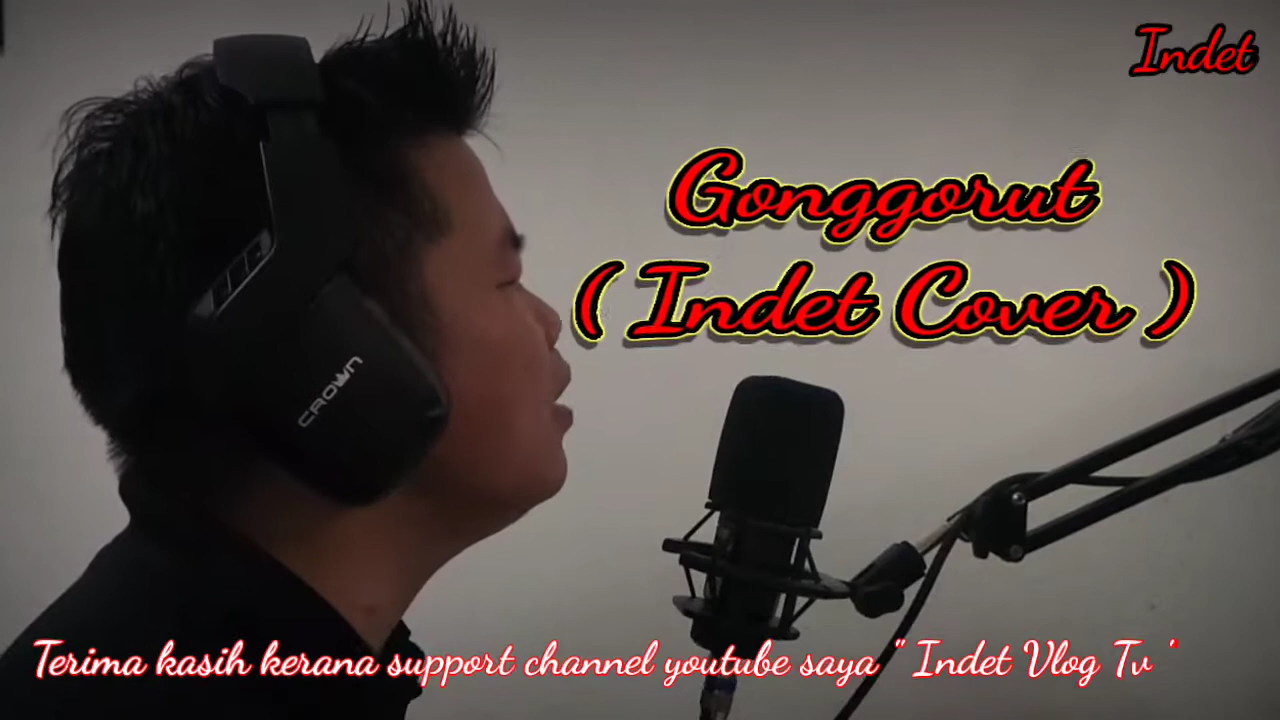 Indet
Gonggorut
( Indet Cover )
CROWN
Terima kasih kerana support channel youtube saya " Indet Vlog Tv '